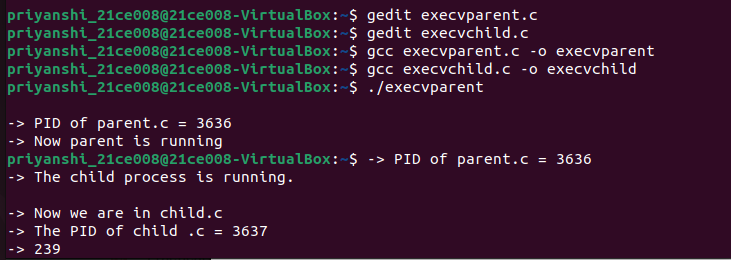 priyanshi_21ce008@21ce008-VirtualBox:~$ gedit execvparent.c
priyanshi_21ce008@21ce008-VirtualBox:~$ gedit execvchild.c
priyanshi_21ce008@21ce008-VirtualBox:~$ gcc execvparent.c -o execvparent
priyanshi_21ce008@21ce008-VirtualBox:~$ gcc execvchild.c -o execvchild
priyanshi_21ce008@21ce008-VirtualBox:~$ ./execvparent
-> PID of parent.c = 3636
-> Now parent is running
priyanshi_21ce008@21ce008-VirtualBox:~$ -> PID of parent.c = 3636
-> The child process is running.
-> Now we are in child.c
-> The PID of child .c = 3637
-> 239